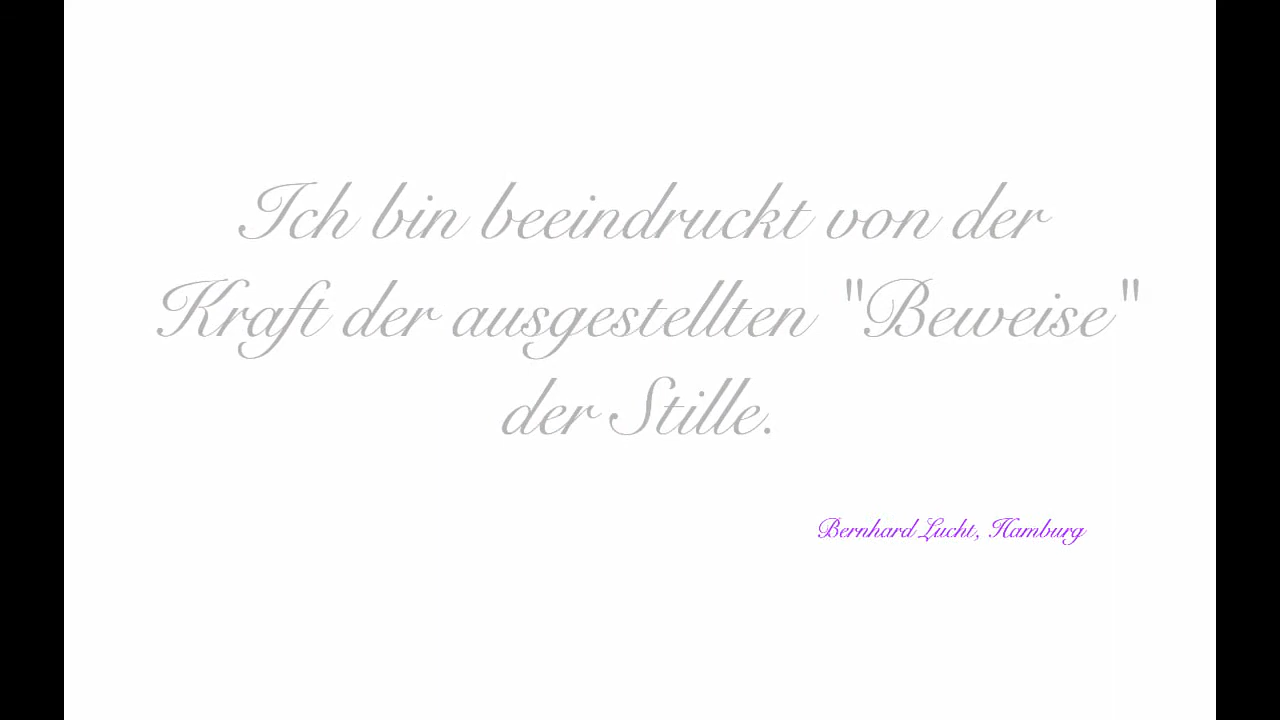 Ich bin beeindruckt von der
Kraft der ausgestellten "Beweise"
der Stille.
Bernhard Lucht, Hamburg